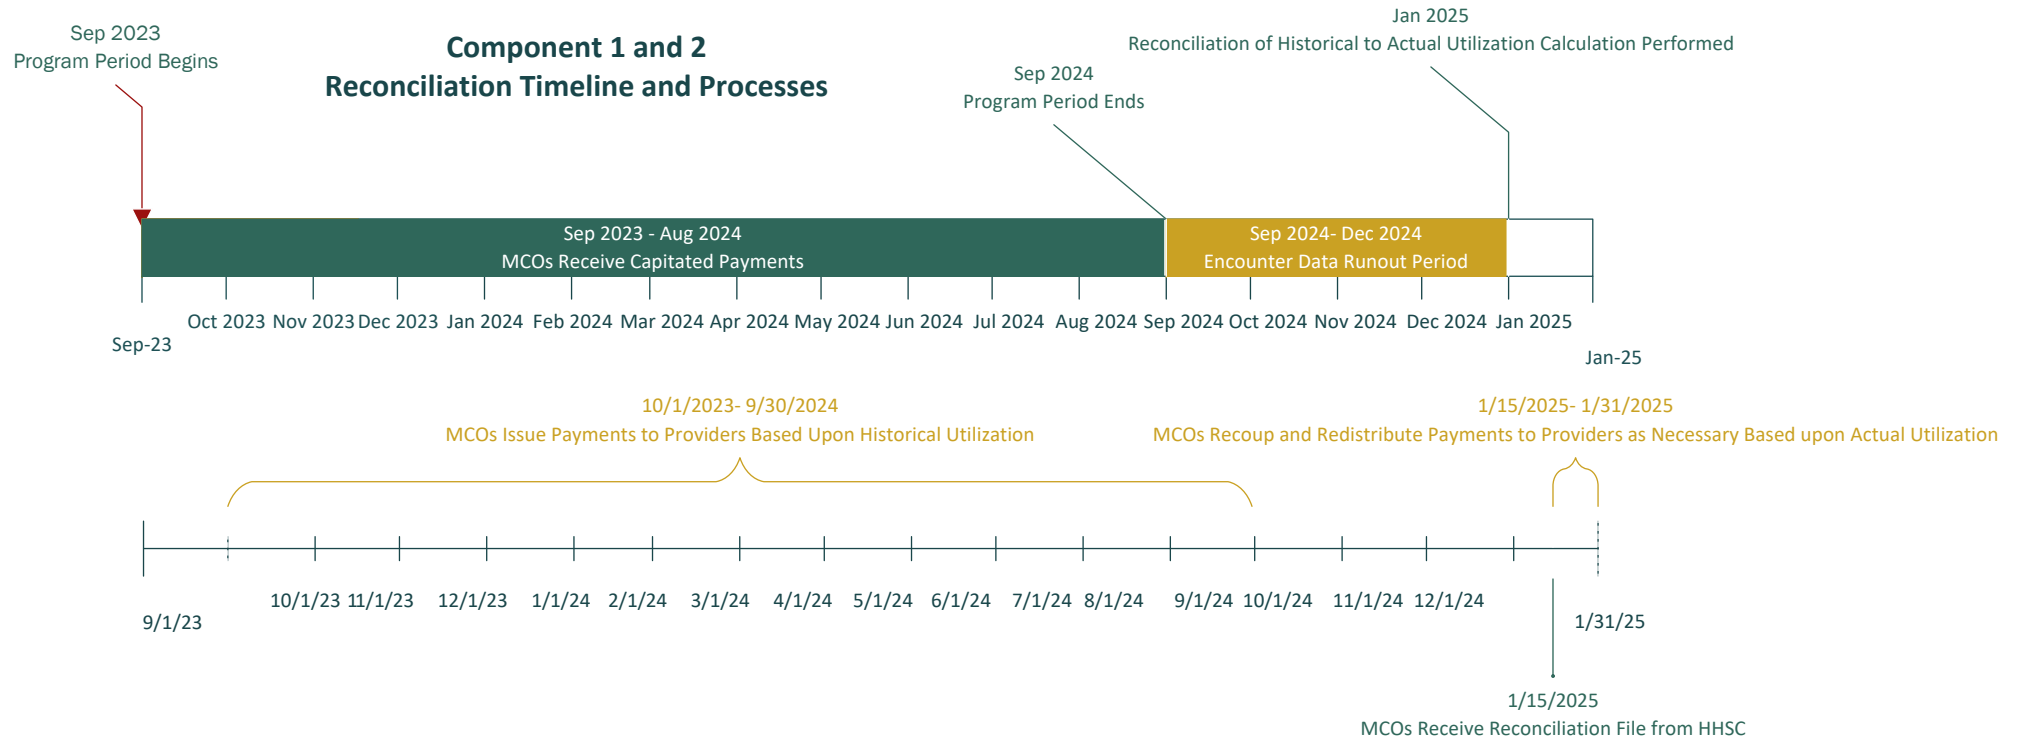 Sep 2023
Program Period Begins
Component 1 and 2
Reconciliation Timeline and Processes
Sep 2024
Program Period Ends
Jan 2025
Reconciliation of Historical to Actual Utilization Calculation Performed
Sep 2023 - Aug 2024
MCOs Receive Capitated Payments
Sep 2024- Dec 2024
Encounter Data Runout Period
Oct 2023 Nov 2023 Dec 2023 Jan 2024 Feb 2024 Mar 2024 Apr 2024 May 2024 Jun 2024 Jul 2024 Aug 2024 Sep 2024 Oct 2024 Nov 2024 Dec 2024 Jan 2025
Sep-23
Jan-25
10/1/2023- 9/30/2024
MCOs Issue Payments to Providers Based Upon Historical Utilization
1/15/2025- 1/31/2025
MCOs Recoup and Redistribute Payments to Providers as Necessary Based upon Actual Utilization
10/1/23 11/1/23 12/1/23 1/1/24 2/1/24 3/1/24 4/1/24 5/1/24 6/1/24 7/1/24 8/1/24 9/1/24 10/1/24 11/1/24 12/1/24
9/1/23
1/31/25
1/15/2025
MCOs Receive Reconciliation File from HHSC